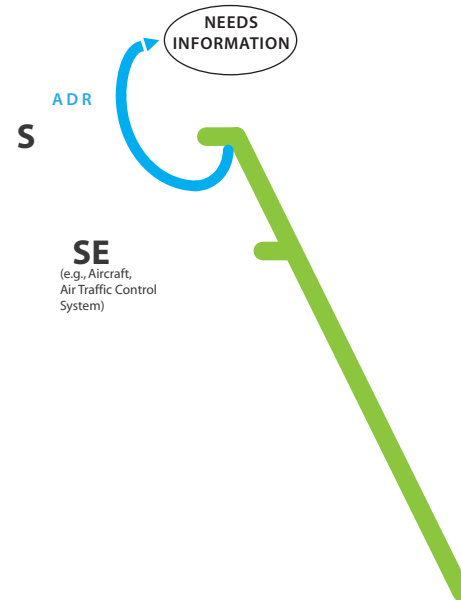 NEEDS
INFORMATION
ADR
S
SE
(e.g., Aircraft,
Air Traffic Control
System)